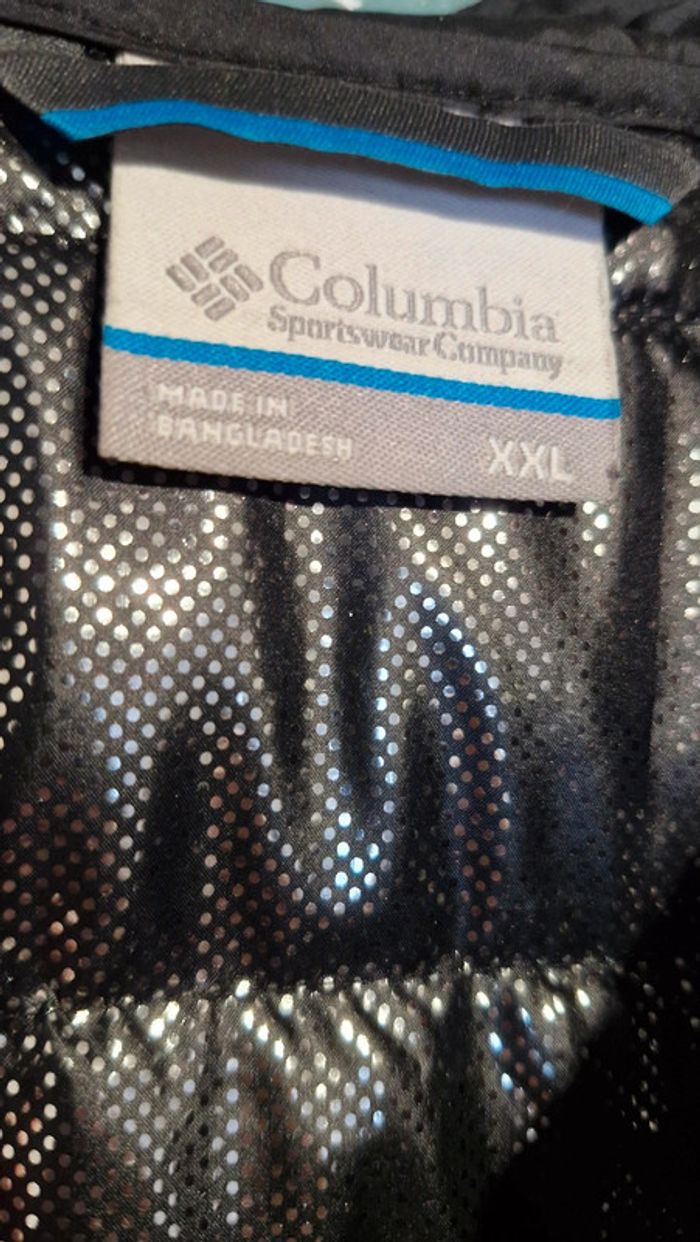 Columbia
Sportswear Company
MADE IN
BANGLADESH
XXL